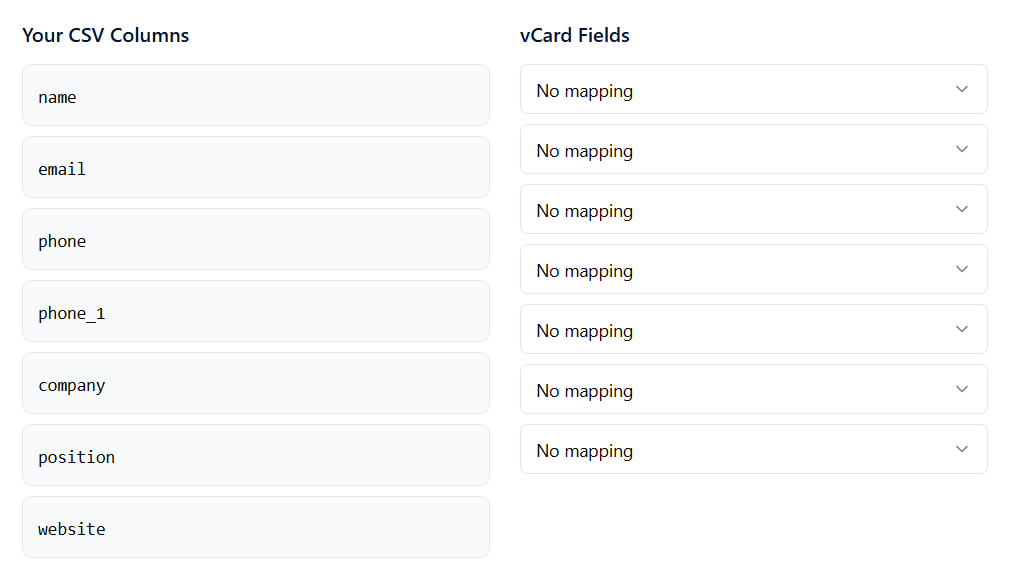 Your CSV Columns
vCard Fields
name
No mapping
email
No mapping
phone
No mapping
phone_1
No mapping
company
No mapping
position
No mapping
website
No mapping